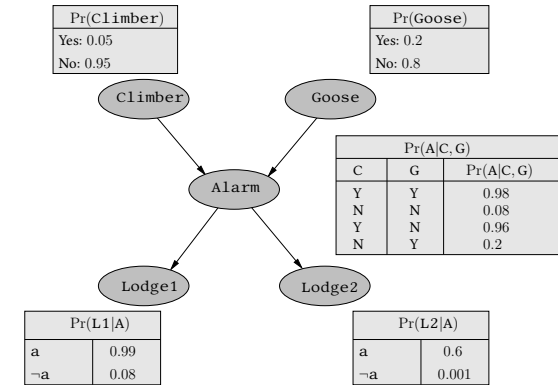 Pr(Climber)
Yes: 0.05
No: 0.95
Pr(Goose)
Yes: 0.2
No: 0.8
Climber
Goose
Alarm
Pr(A|C, G)
C G Pr(A|C, G)
Y Y 0.98
N N 0.08
Y N 0.96
N Y 0.2
Lodge1
Lodge2
Pr(L1|A)
a 0.99
¬a 0.08
Pr(L2|A)
a 0.6
¬a 0.001